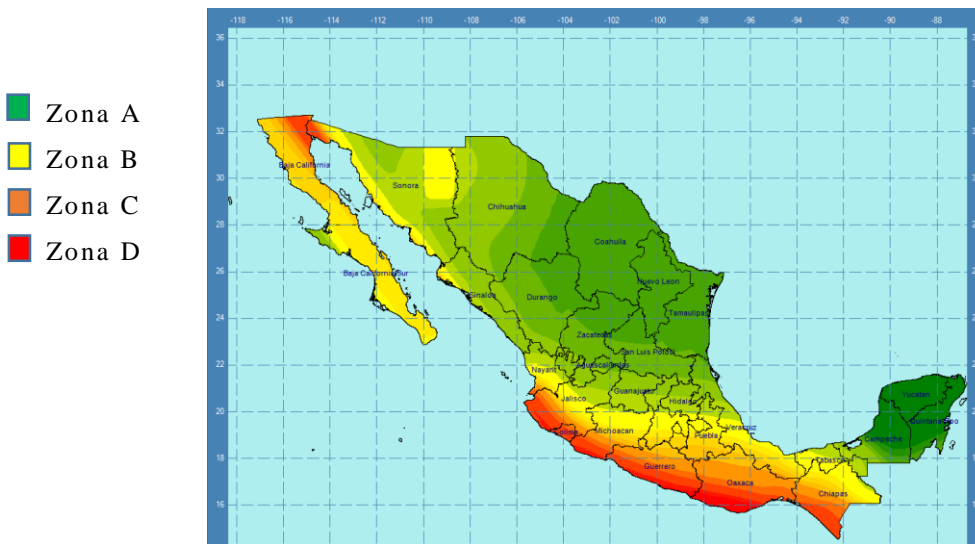 -118 -116 -114 -112 -110 -108 -106 -104 -102 -100 -98 -96 -94 -92 -90 -88
36
34
Zona A
32
Zona B
Baja California
30
Sonora
Zona C
Chihushua
28
Zona D
Coahuila
26
Baja California Sur
Nuevo Leon
Sinaloa
Durango
24
Tamaulipas
Zacatecas
San Luis Potosi
22
Nayarit
Aguascalientes
Guanajuato
Yucatan
Jalisco
Hidalgo
20
Colima
Michoacan
Puebla
Veracruz
Quintana Roo
Campeche
18
Guerrero
Tabasco
Oaxaca
Chiapas
16